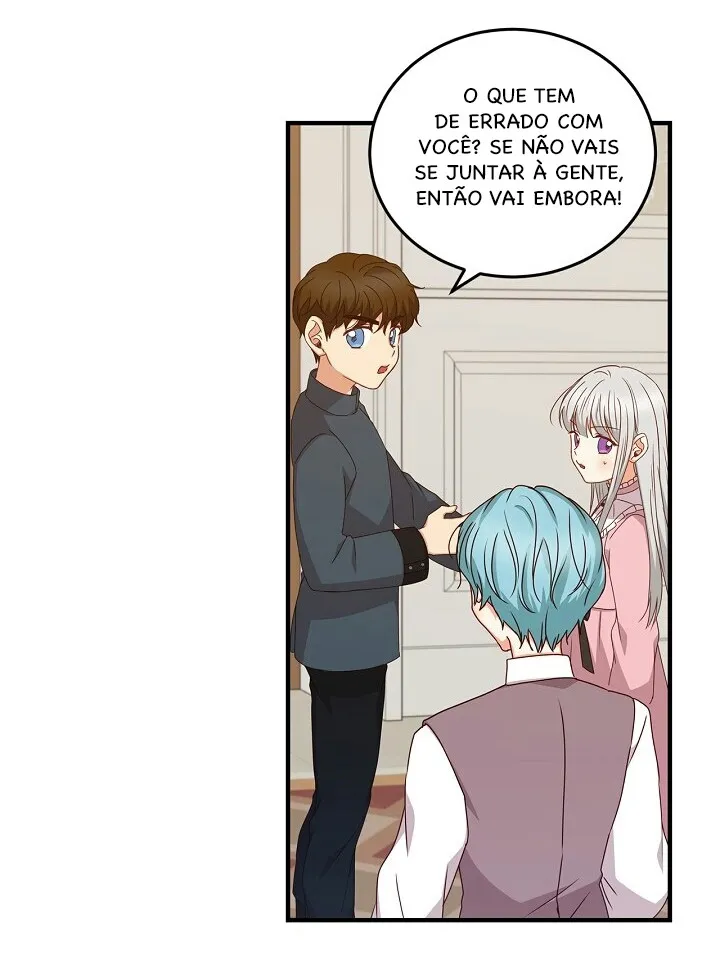 O QUE TEM
DE ERRADO COM
VOCÊ? SE NÃO VAIS
SE JUNTAR À GENTE,
ENTÃO VAI EMBORA!